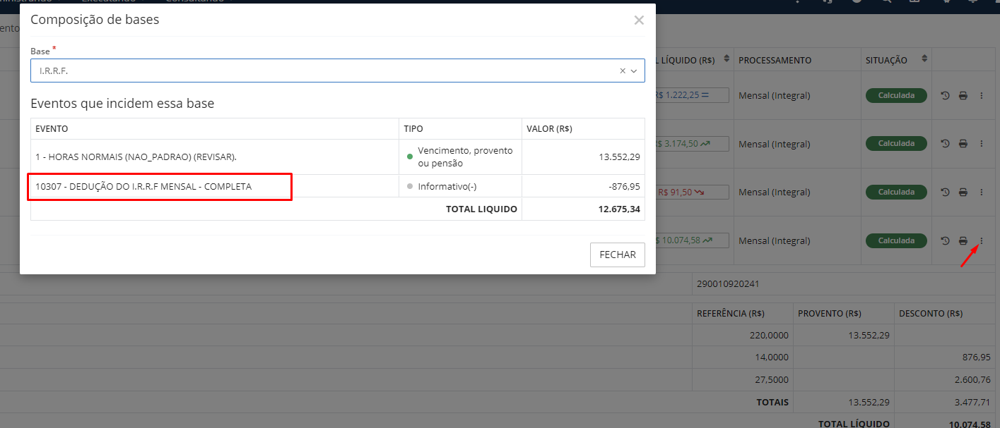 Executando
Consultando
Composição de bases
ento
Base *
I.R.R.F.
L LÍQUIDO (R$) PROCESSAMENTO SITUAÇÃO
R$ 1.222,25 Mensal (Integral) Calculada
Eventos que incidem essa base
EVENTO TIPO VALOR (R$)
1 - HORAS NORMAIS (NAO_PADRAO) (REVISAR). Vencimento, provento
ou pensão 13.552,29
R$ 3.174,50 Mensal (Integral) Calculada
10307 - DEDUÇÃO DO I.R.R.F MENSAL - COMPLETA Informativo(-) -876,95
R$ 91,50 Mensal (Integral) Calculada
TOTAL LIQUIDO 12.675,34
$ 10.074,58 Mensal (Integral) Calculada
FECHAR
290010920241
REFERÊNCIA (R$) PROVENTO (R$) DESCONTO (R$)
220,0000 13.552,29
14,0000 876,95
27,5000 2.600,76
TOTAIS 13.552,29 3.477,71
TOTAL LÍQUIDO 10.074,58